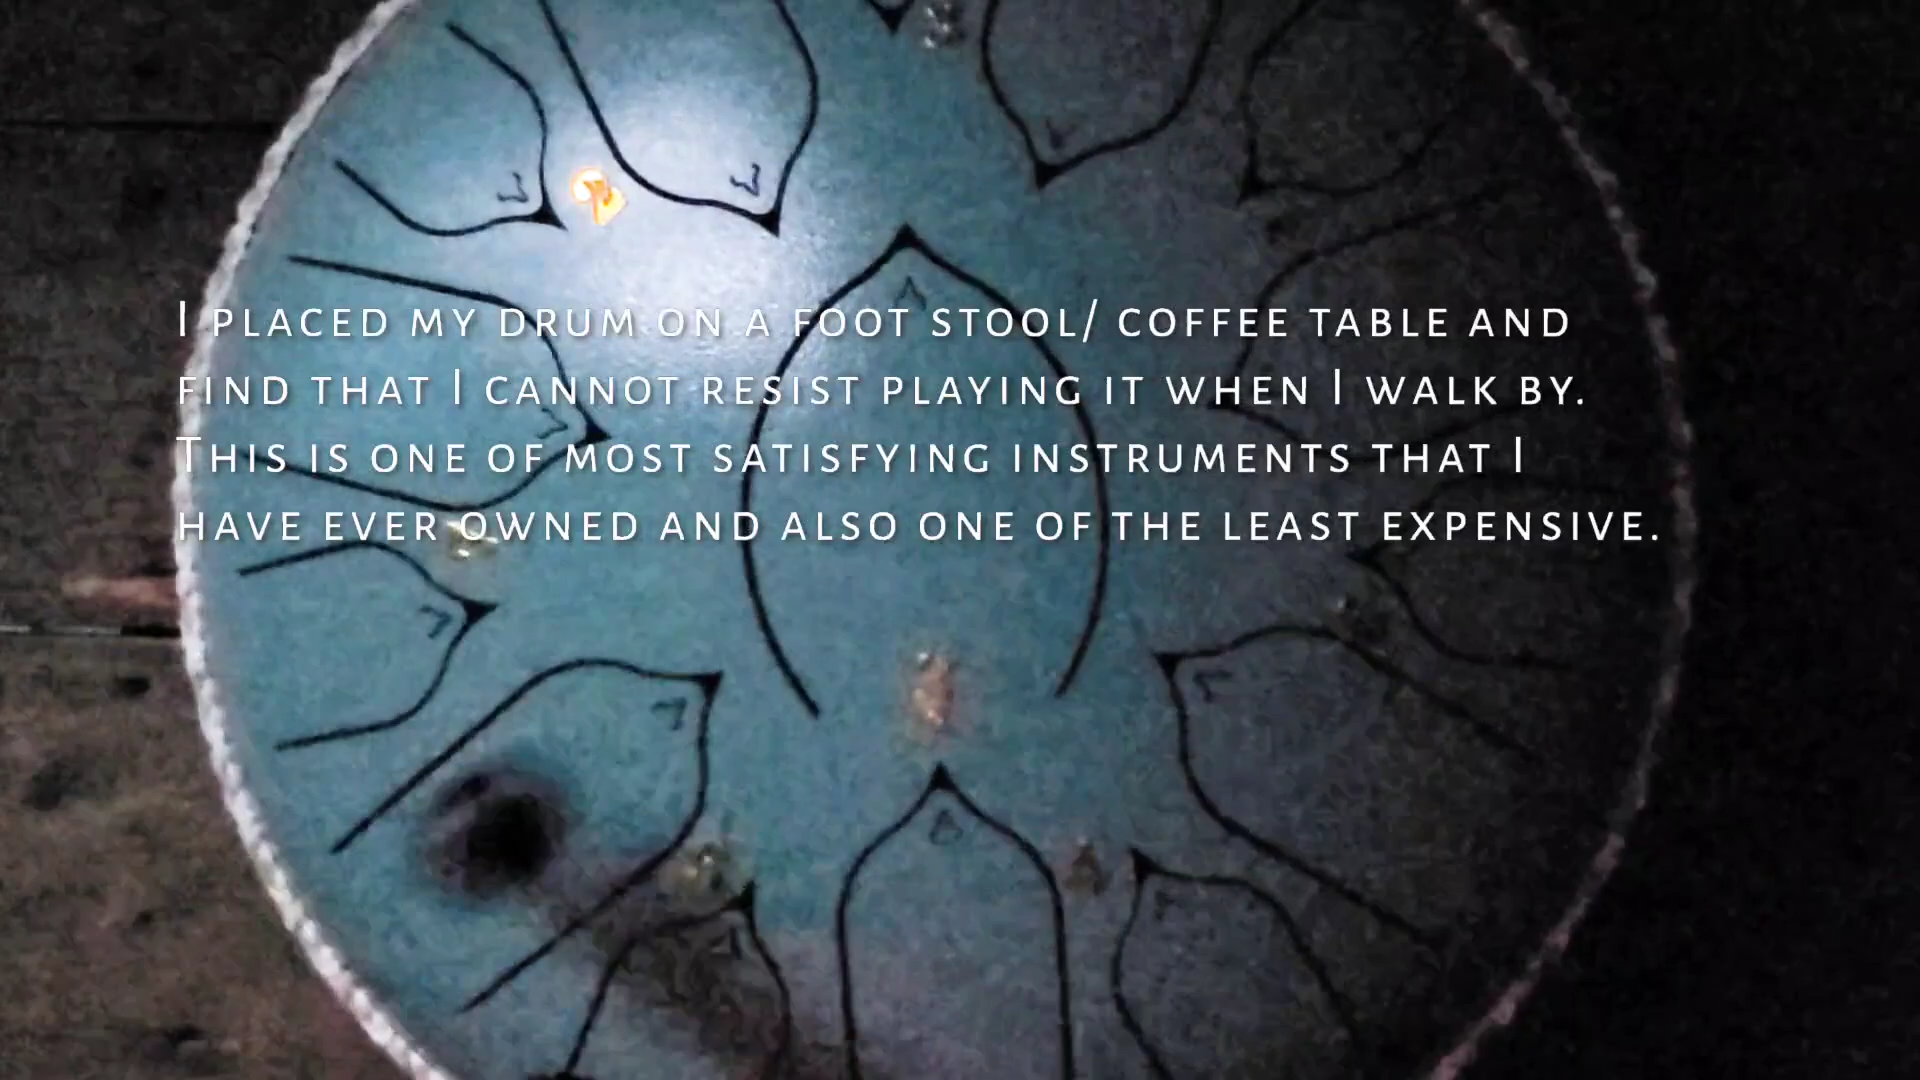 I placed my drum on a foot stool/ coffee table and
find that I cannot resist playing it when I walk by.
This is one of most satisfying instruments that I
have ever owned and also one of the least expensive.